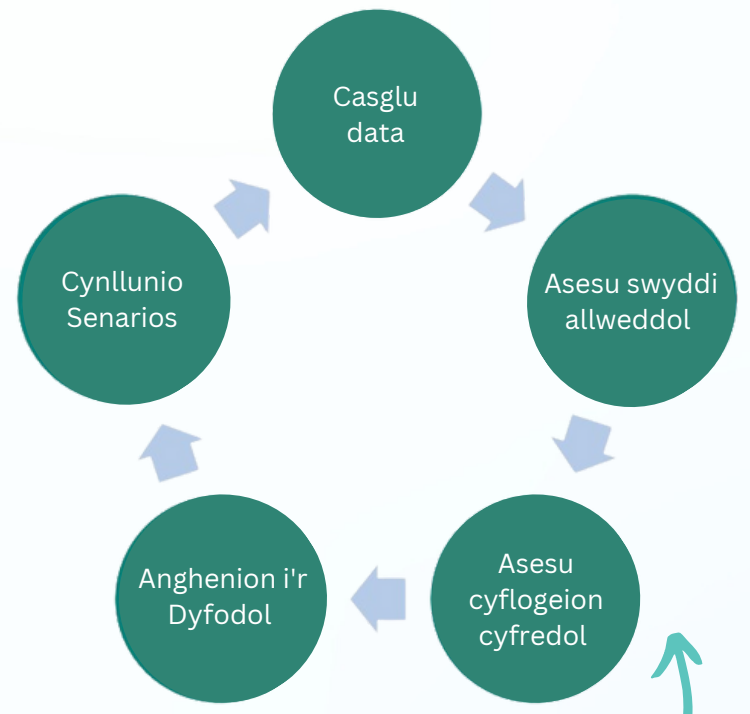 Casglu
data
Asesu swyddi
allweddol
Asesu
cyflogeion
cyfredol
Anghenion i'r
Dyfodol
Cynllunio
Senarios